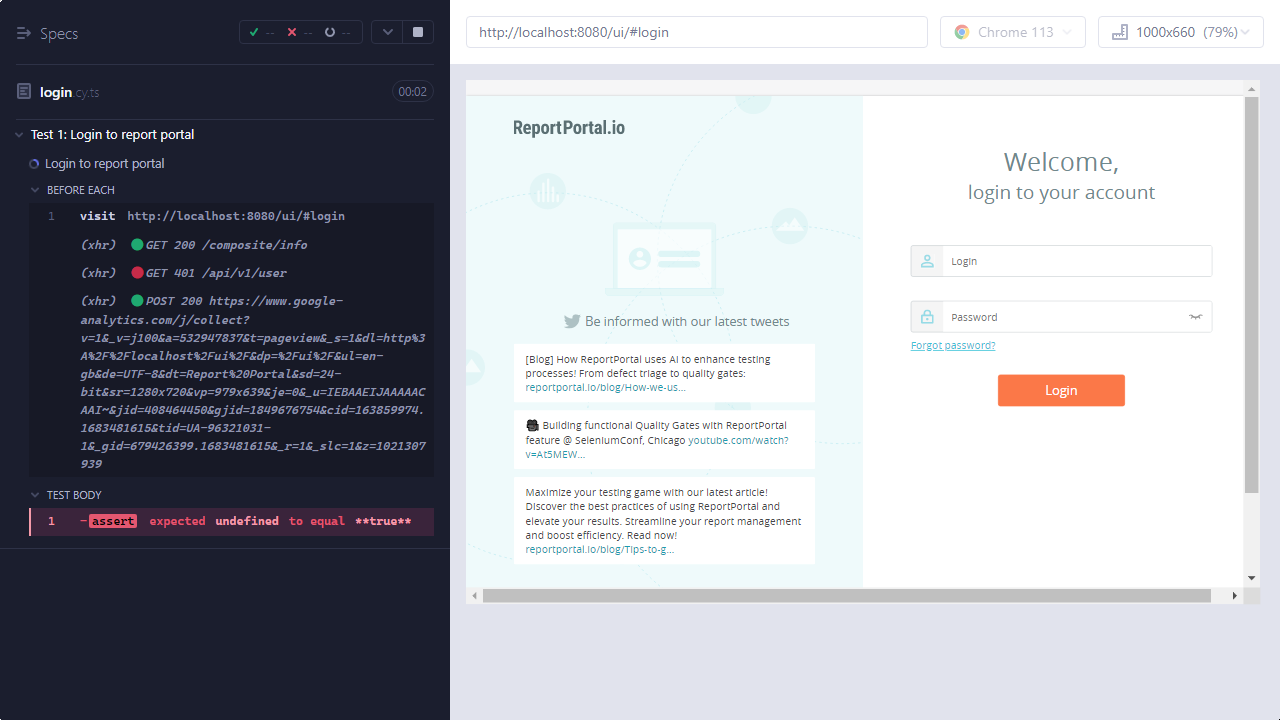 Specs
-- -- --
login.cy.ts
00:02
Test 1: Login to report portal
Login to report portal
BEFORE EACH
1 visit http://localhost:8080/ui/#login
(xhr) GET 200 /composite/info
(xhr) GET 401 /api/v1/user
(xhr) POST 200 https://www.google-
analytics.com/j/collect?
v=1&_v=j100&a=532947837&t=pageview&_s=1&dl=http%3
A%2F%2Flocalhost%2Fui%2F&dp=%2Fui%2F&ul=en-
gb&de=UTF-8&dt=Report%20Portal&sd=24-
bit&sr=1280x720&vp=979x639&je=0&_u=IEBAAEIJAAAAAC
AAI~&jid=408464450&gjid=1849676754&cid=163859974.
1683481615&tid=UA-96321031-
1&_gid=679426399.1683481615&_r=1&_slc=1&z=1021307
939
TEST BODY
1 -assert expected undefined to equal **true**
http://localhost:8080/ui/#login
Chrome 113
1000x660 (79%)
ReportPortal.io
Be informed with our latest tweets
[Blog] How ReportPortal uses AI to enhance testing
processes! From defect triage to quality gates:
reportportal.io/blog/How-we-us...
Building functional Quality Gates with ReportPortal
feature @ SeleniumConf, Chicago youtube.com/watch?
v=At5MEW...
Maximize your testing game with our latest article!
Discover the best practices of using ReportPortal and
elevate your results. Streamline your report management
and boost efficiency. Read now!
reportportal.io/blog/Tips-to-g...
Welcome,
login to your account
Login
Password
Forgot password?
Login